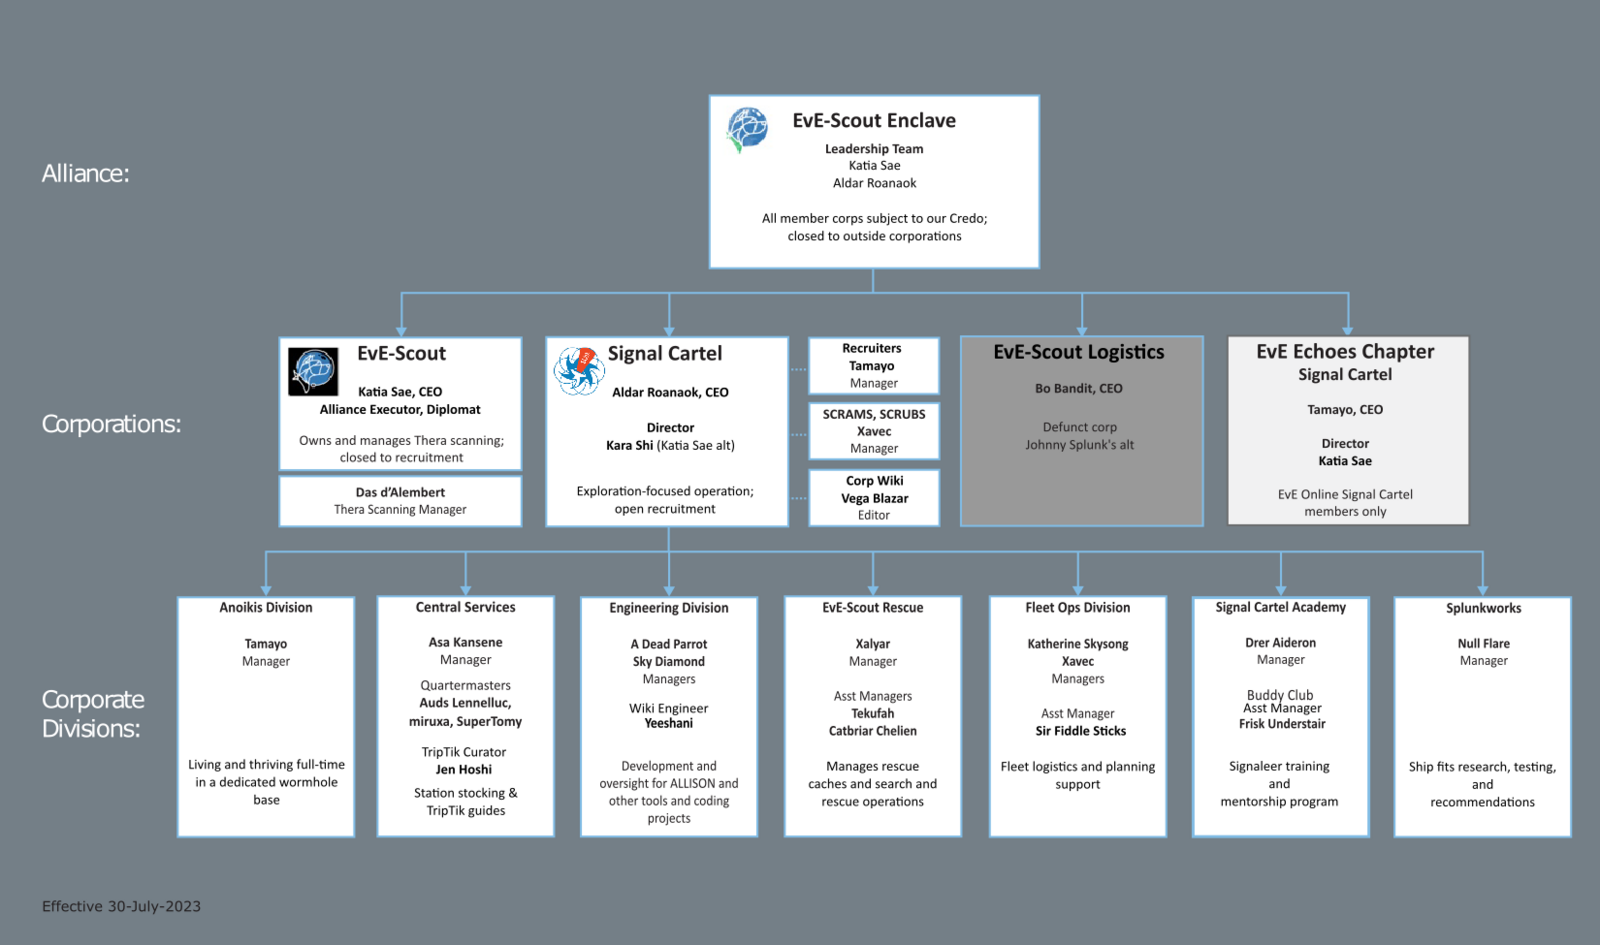 EvE-Scout Enclave
Leadership Team
Katia Sae
Aldar Roanaok
All member corps subject to our Credo;
closed to outside corporations
Alliance:
Corporations:
EvE-Scout
Katia Sae, CEO
Alliance Executor, Diplomat
Owns and manages Thera scanning;
closed to recruitment
Das d’Alembert
Thera Scanning Manager
Signal Cartel
Aldar Roanaok, CEO
Director
Kara Shi (Katia Sae alt)
Exploration-focused operation;
open recruitment
Recruiters
Tamayo
Manager
SCRAMS, SCRUBS
Xavec
Manager
Corp Wiki
Vega Blazar
Editor
EvE-Scout Logistics
Bo Bandit, CEO
Defunct corp
Johnny Splunk's alt
EvE Echoes Chapter
Signal Cartel
Tamayo, CEO
Director
Katia Sae
EvE Online Signal Cartel
members only
Corporate
Divisions:
Anoikis Division
Tamayo
Manager
Living and thriving full-time
in a dedicated wormhole
base
Central Services
Asa Kansene
Manager
Quartermasters
Auds Lennelluc,
miruxa, SuperTomy
TripTik Curator
Jen Hoshi
Station stocking &
TripTik guides
Engineering Division
A Dead Parrot
Sky Diamond
Managers
Wiki Engineer
Yeeshani
Development and
oversight for ALLISON and
other tools and coding
projects
EvE-Scout Rescue
Xalyar
Manager
Asst Managers
Tekufah
Catbriar Chelien
Manages rescue
caches and search and
rescue operations
Fleet Ops Division
Katherine Skysong
Xavec
Managers
Asst Manager
Sir Fiddle Sticks
Fleet logistics and planning
support
Signal Cartel Academy
Drer Aideron
Manager
Buddy Club
Asst Manager
Frisk Understair
Signaleer training
and
mentorship program
Splunkworks
Null Flare
Manager
Ship fits research, testing,
and
recommendations
Effective 30-July-2023